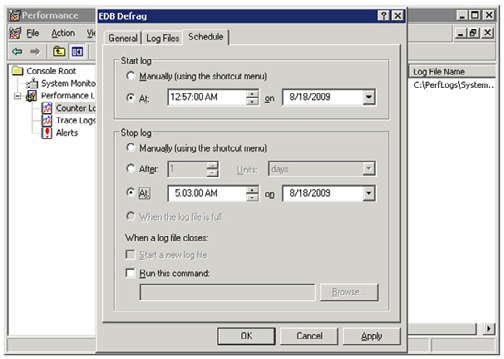 Performance
File Action
Console Root
System Monito
Performance L
Counter Lo
Trace Logs
Alerts
EDB Defrag
General Log Files Schedule
Start log
Manually (using the shortcut menu)
At: 12:57:00 AM on 8/18/2009
Stop log
Manually (using the shortcut menu)
After: 1 Units: days
At: 5:03:00 AM on 8/18/2009
When the log file is full.
When a log file closes:
Start a new log file
Run this command:
Browse...
OK Cancel Apply
Log File Name
C:\PerfLogs\System...